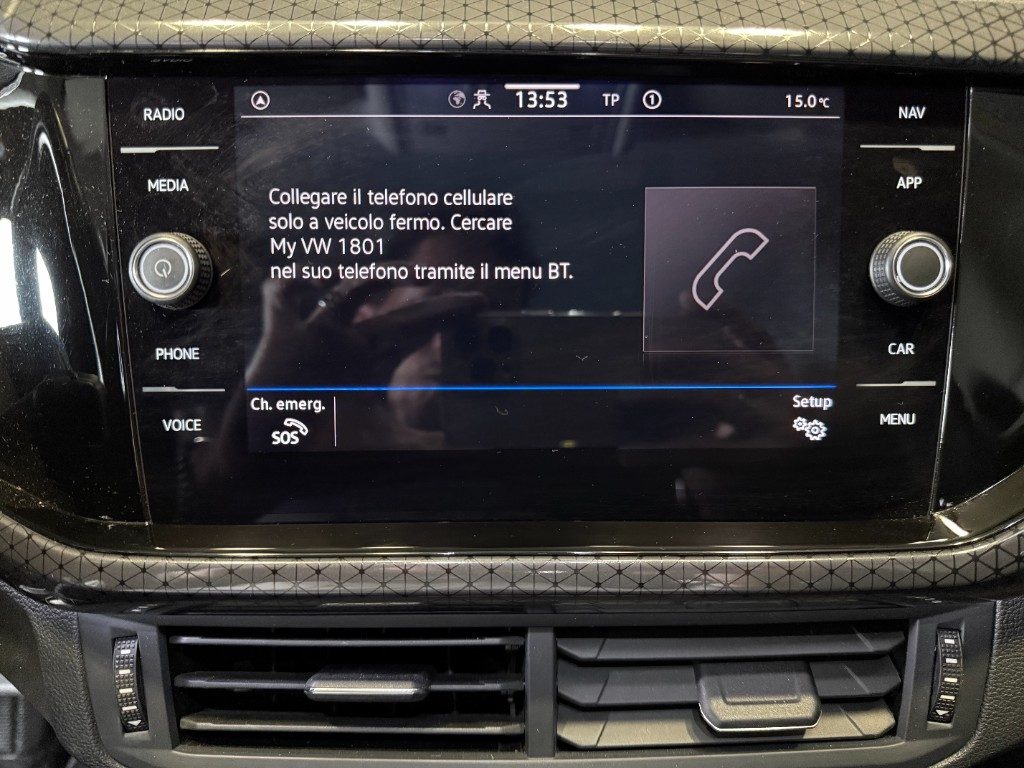 RADIO
MEDIA
PHONE
VOICE
13:53 TP 1 15.0°C
Collegare il telefono cellulare
solo a veicolo fermo. Cercare
My VW 1801
nel suo telefono tramite il menu BT.
Ch. emerg.
SOS
Setup
NAV
APP
CAR
MENU